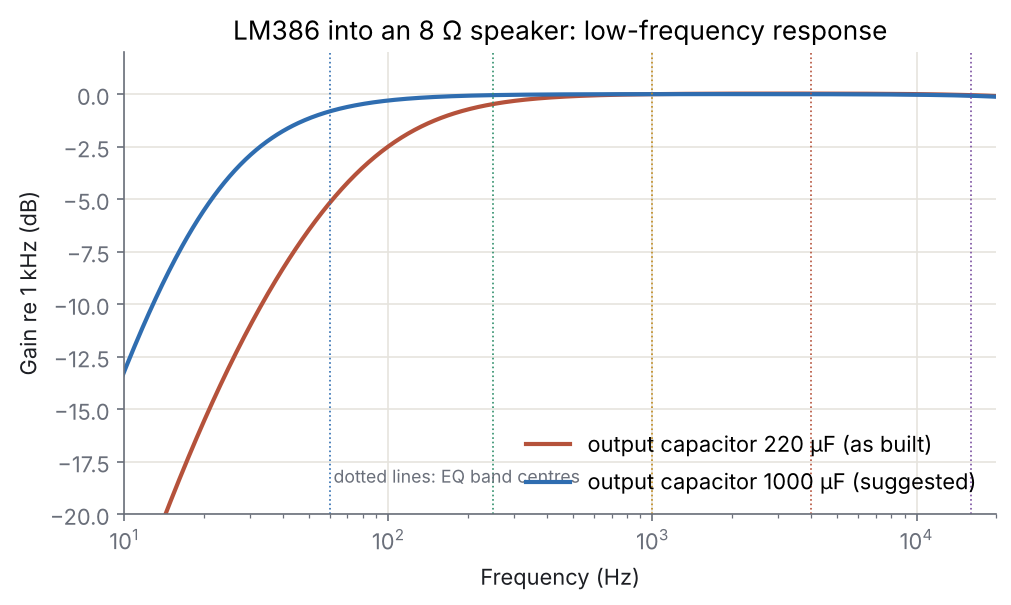 LM386 into an 8 Ω speaker: low-frequency response
Gain re 1 kHz (dB)
0.0
−2.5
−5.0
−7.5
−10.0
−12.5
−15.0
−17.5
−20.0
output capacitor 220 µF (as built)
dotted lines: EQ band centres
output capacitor 1000 µF (suggested)
10¹
10²
10³
10⁴
Frequency (Hz)